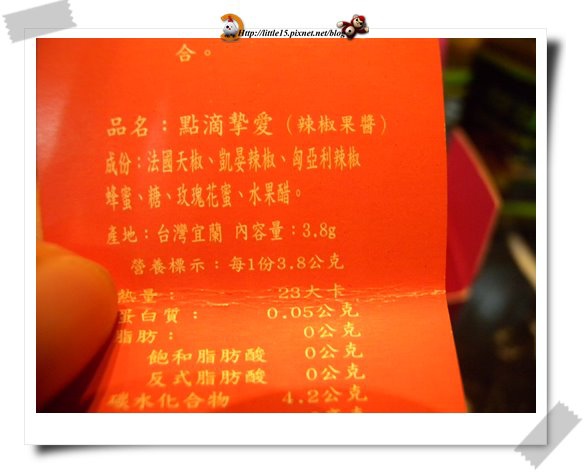 Http://little15.pixnet.net/blog
合。
品名：點滴摯愛（辣椒果醬）
成份：法國天椒、凱晏辣椒、匈亞利辣椒
蜂蜜、糖、玫瑰花蜜、水果醋。
產地：台灣宜蘭 內容量：3.8g
營養標示：每1份3.8公克
熱量： 23大卡
蛋白質： 0.05公克
脂肪： 0公克
飽和脂肪酸 0公克
反式脂肪酸 0公克
碳水化合物 4.2公克